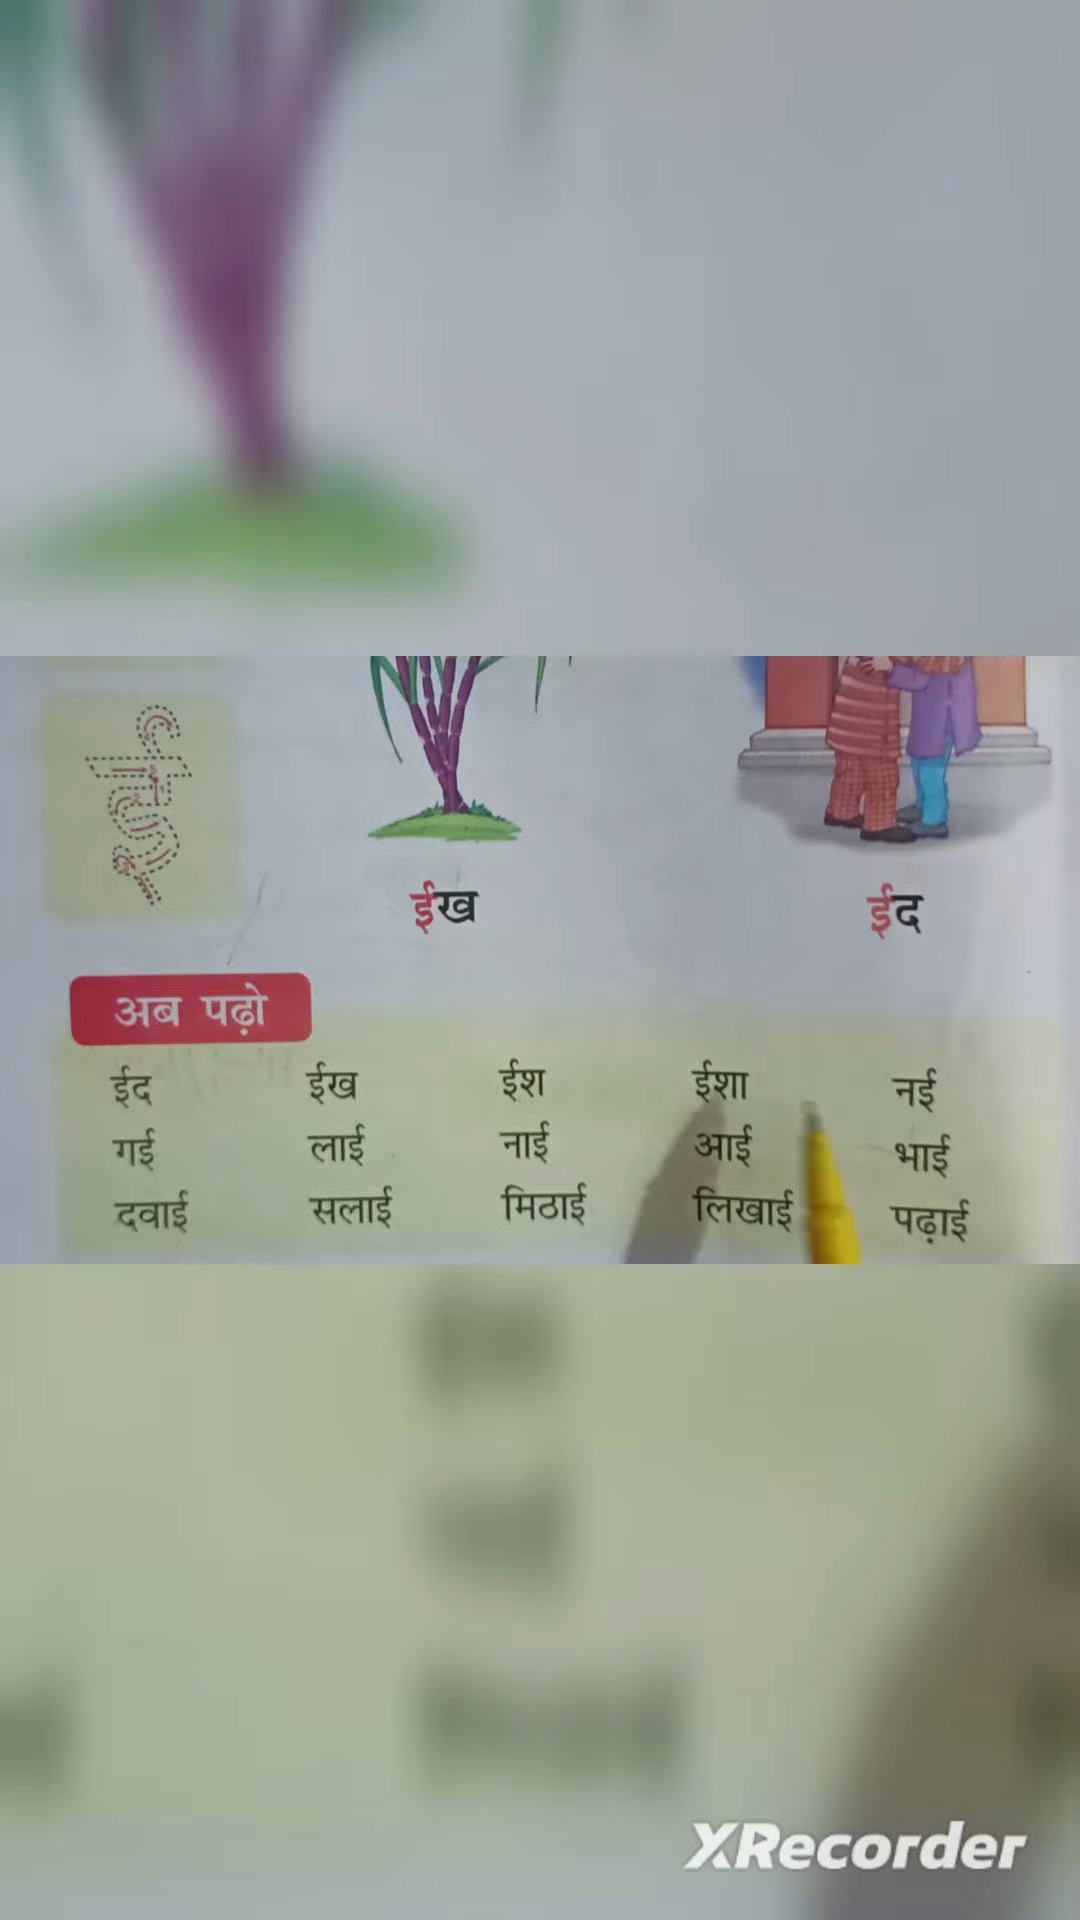 ई
ईख ईद
अब पढ़ो
ईद ईख ईश ईशा नई
गई लाई नाई आई भाई
दवाई सलाई मिठाई लिखाई पढ़ाई
XRecorder